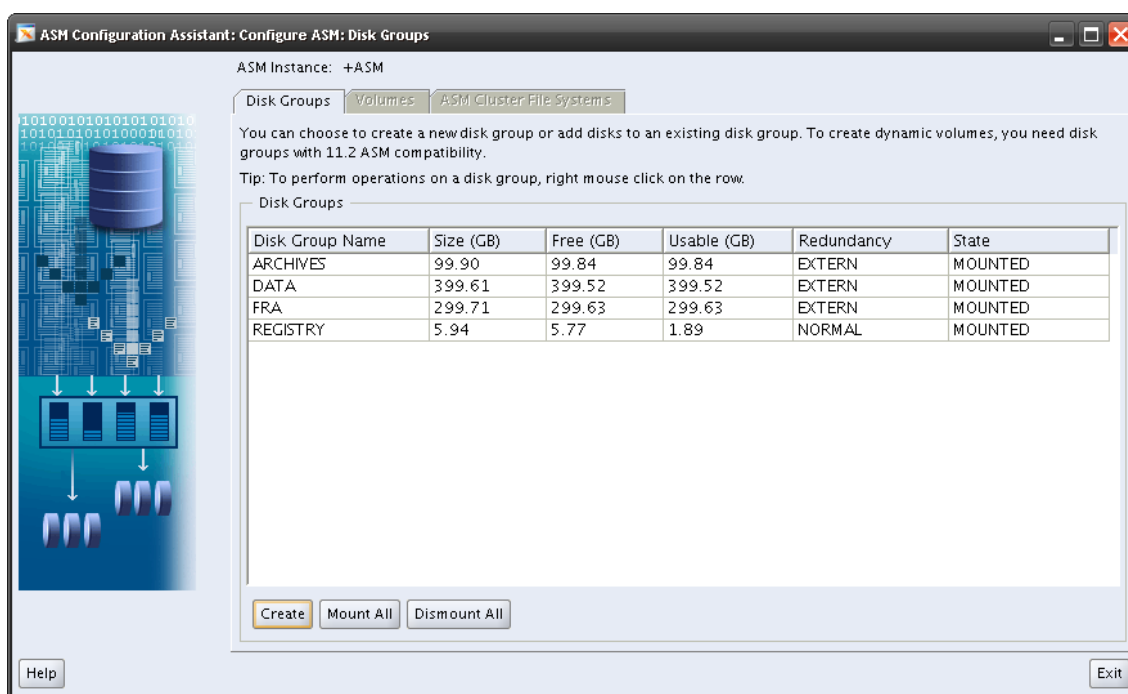 ASM Configuration Assistant: Configure ASM: Disk Groups
ASM Instance: +ASM
Disk Groups Volumes ASM Cluster File Systems
You can choose to create a new disk group or add disks to an existing disk group. To create dynamic volumes, you need disk
groups with 11.2 ASM compatibility.
Tip: To perform operations on a disk group, right mouse click on the row.
Disk Groups
Disk Group Name Size (GB) Free (GB) Usable (GB) Redundancy State
ARCHIVES 99.90 99.84 99.84 EXTERN MOUNTED
DATA 399.61 399.52 399.52 EXTERN MOUNTED
FRA 299.71 299.63 299.63 EXTERN MOUNTED
REGISTRY 5.94 5.77 1.89 NORMAL MOUNTED
Create Mount All Dismount All
Help Exit